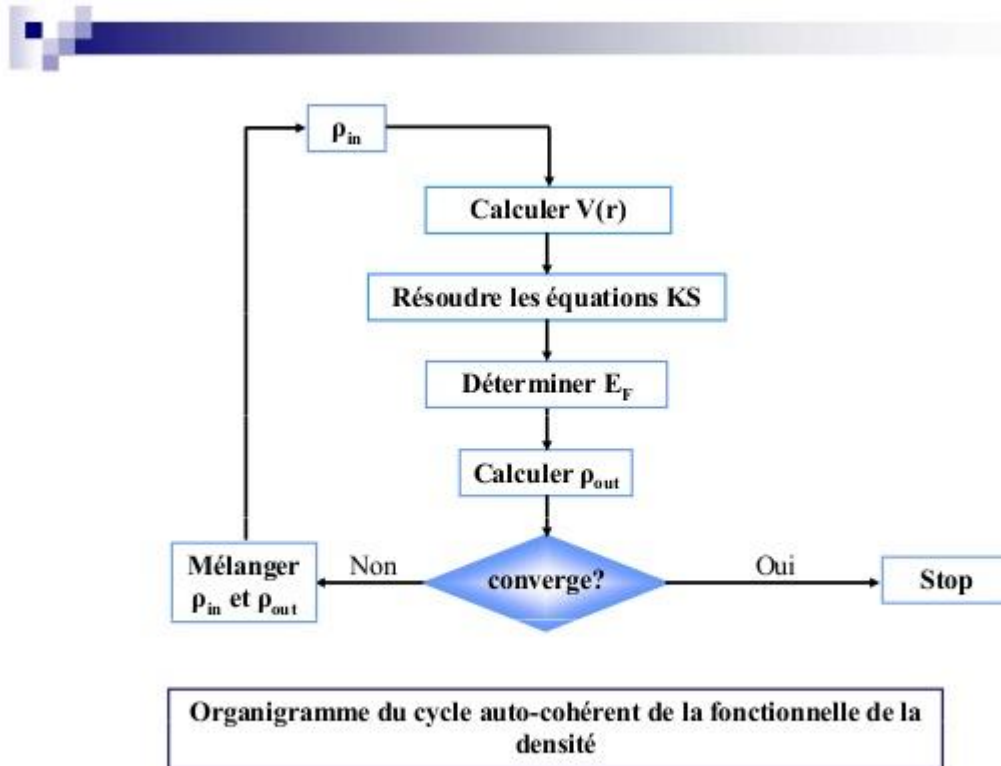 ρin
Calculer V(r)
Résoudre les équations KS
Déterminer EF
Calculer ρout
converge?
Non
Oui
Mélanger
ρin et ρout
Stop
Organigramme du cycle auto-cohérent de la fonctionnelle de la
densité